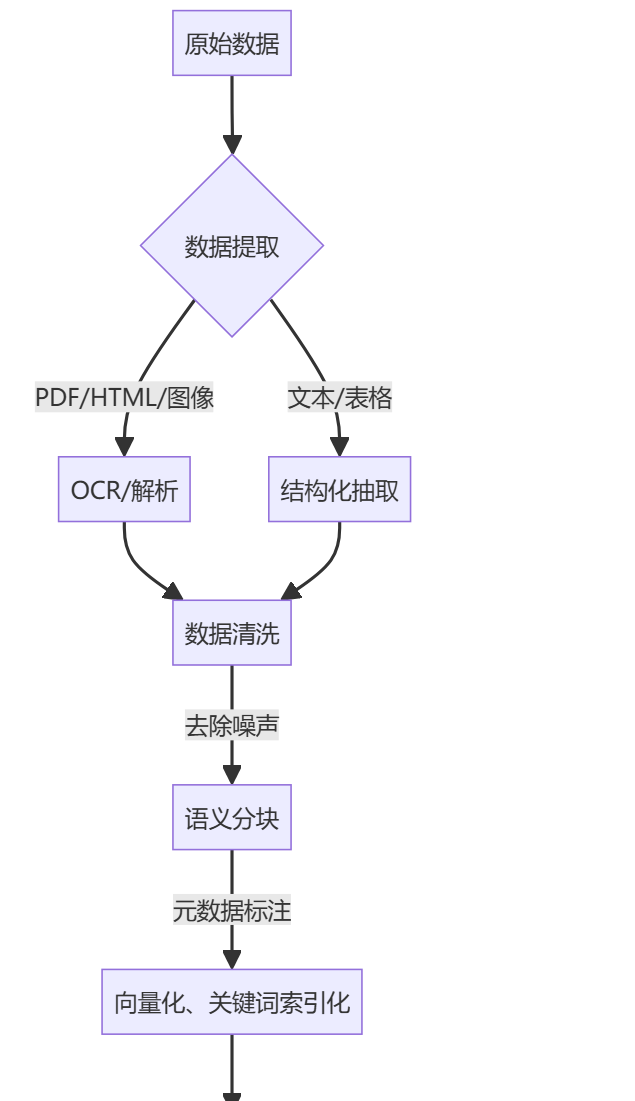 原始数据
数据提取
PDF/HTML/图像
文本/表格
OCR/解析
结构化抽取
数据清洗
去除噪声
语义分块
元数据标注
向量化、关键词索引化